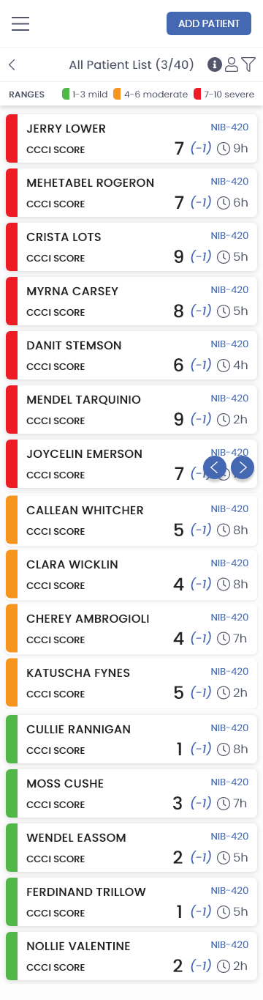 ADD PATIENT
All Patient List (3/40)
RANGES 1-3 mild 4-6 moderate 7-10 severe
JERRY LOWER NIB-420
CCCI SCORE 7 (-1) 9h
MEHETABEL ROGERON NIB-420
CCCI SCORE 7 (-1) 6h
CRISTA LOTS NIB-420
CCCI SCORE 9 (-1) 5h
MYRNA CARSEY NIB-420
CCCI SCORE 8 (-1) 5h
DANIT STEMSON NIB-420
CCCI SCORE 6 (-1) 4h
MENDEL TARQUINIO NIB-420
CCCI SCORE 9 (-1) 2h
JOYCELIN EMERSON NIB-420
CCCI SCORE 7
CALLEAN WHITCHER NIB-420
CCCI SCORE 5 (-1) 8h
CLARA WICKLIN NIB-420
CCCI SCORE 4 (-1) 8h
CHEREY AMBROGIOLI NIB-420
CCCI SCORE 4 (-1) 7h
KATUSCHA FYNES NIB-420
CCCI SCORE 5 (-1) 2h
CULLIE RANNIGAN NIB-420
CCCI SCORE 1 (-1) 8h
MOSS CUSHE NIB-420
CCCI SCORE 3 (-1) 7h
WENDEL EASSOM NIB-420
CCCI SCORE 2 (-1) 5h
FERDINAND TRILLOW NIB-420
CCCI SCORE 1 (-1) 5h
NOLLIE VALENTINE NIB-420
CCCI SCORE 2 (-1) 2h